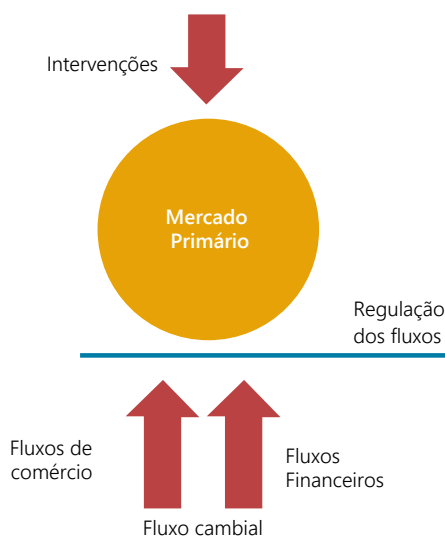 Intervenções
Mercado
Primário
Regulação
dos fluxos
Fluxos de
comércio
Fluxos
Financeiros
Fluxo cambial